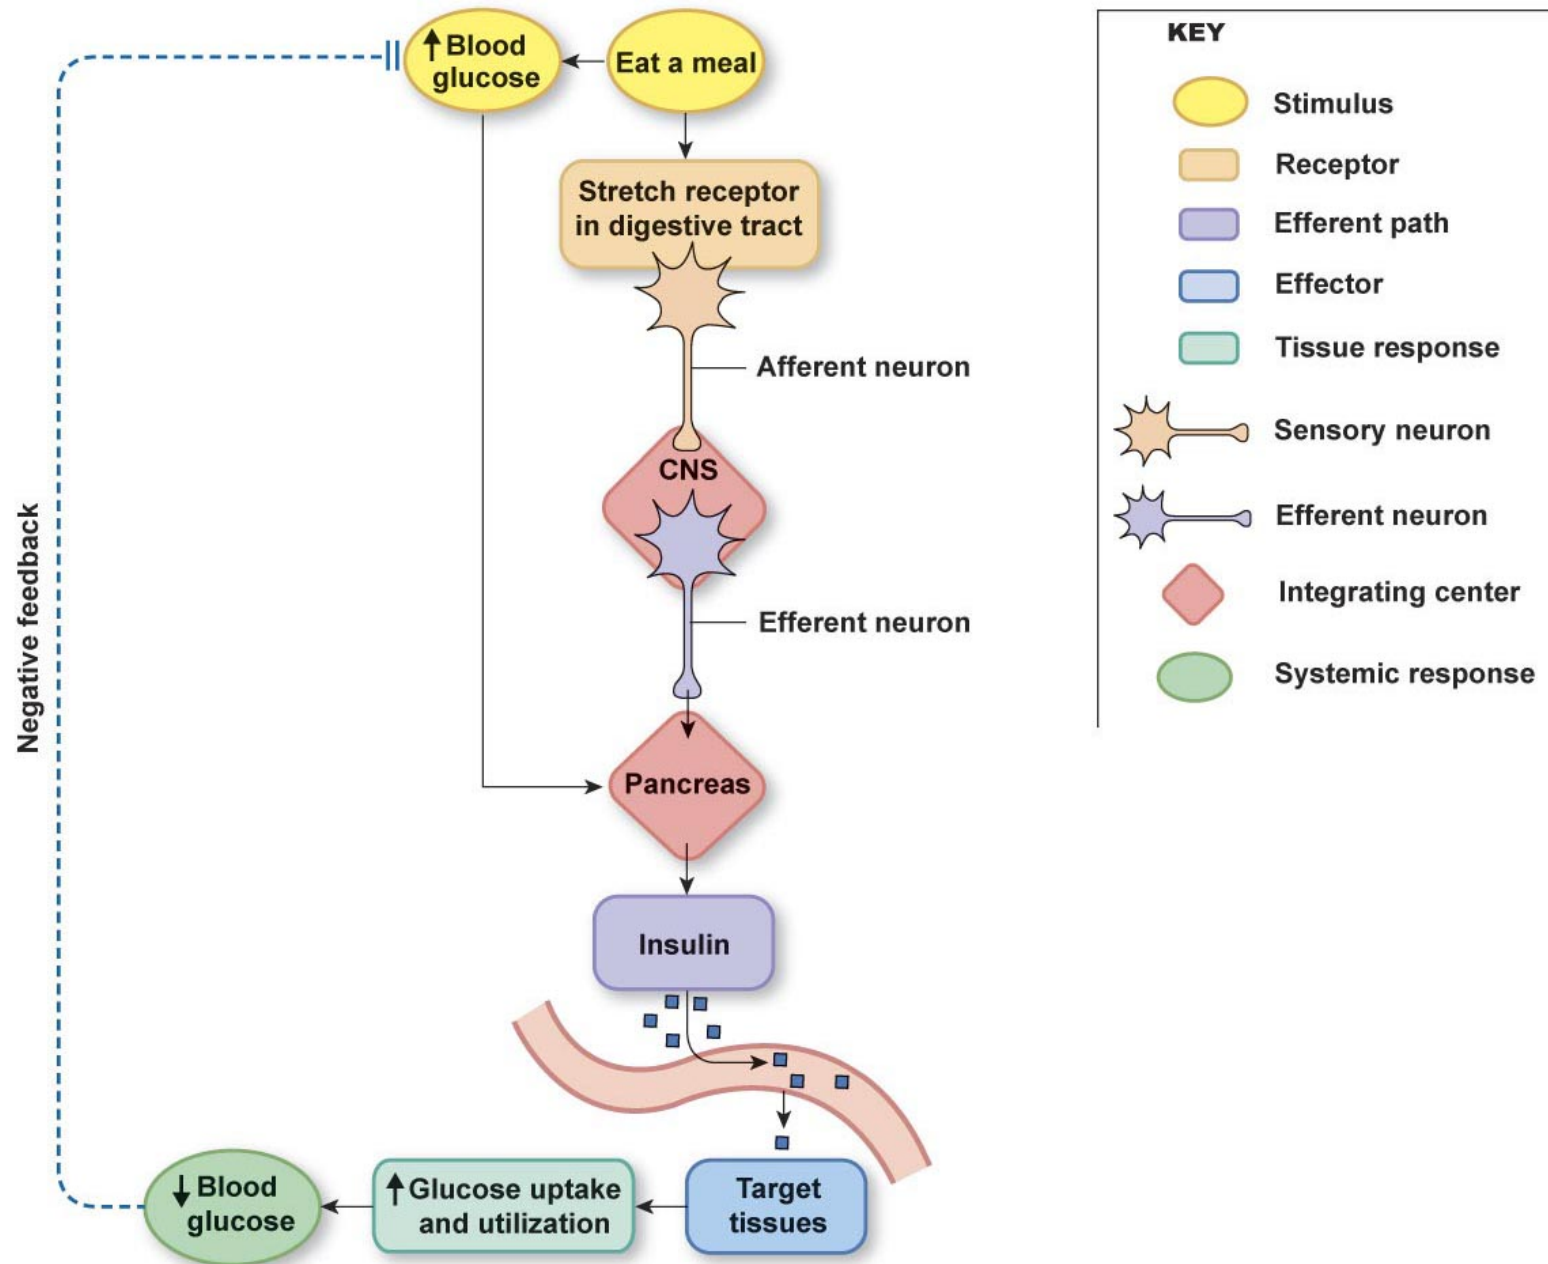 ↑ Blood
glucose
Eat a meal
Stretch receptor
in digestive tract
Afferent neuron
CNS
Efferent neuron
Pancreas
Insulin
Target
tissues
↑ Glucose uptake
and utilization
↓ Blood
glucose
Negative feedback
KEY
Stimulus
Receptor
Efferent path
Effector
Tissue response
Sensory neuron
Efferent neuron
Integrating center
Systemic response